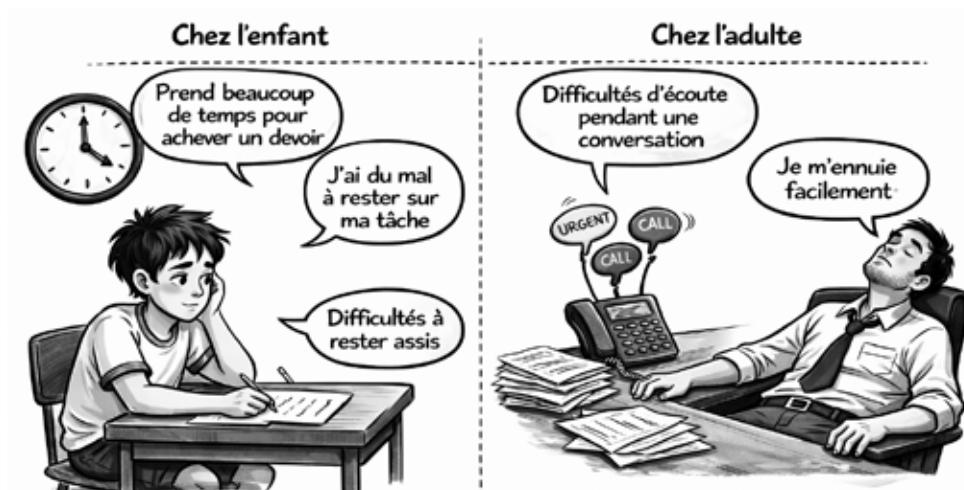 Chez l'enfant
Prend beaucoup
de temps pour
achever un devoir
J'ai du mal
à rester sur
ma tâche
Difficultés à
rester assis
Chez l'adulte
Difficultés d'écoute
pendant une
conversation
Je m'ennuie
facilement
URGENT
CALL
CALL